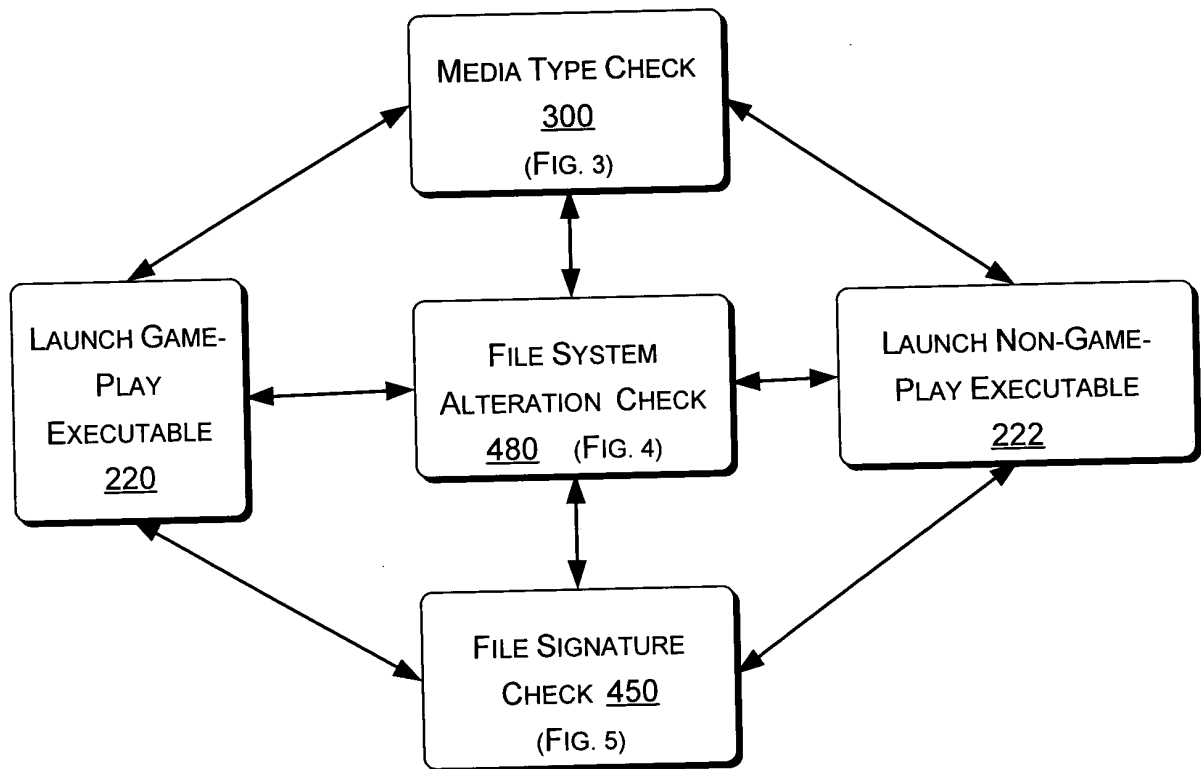 MEDIA TYPE CHECK
300
(FIG. 3)
LAUNCH GAME-
PLAY
EXECUTABLE
220
FILE SYSTEM
ALTERATION CHECK
480 (FIG. 4)
LAUNCH NON-GAME-
PLAY EXECUTABLE
222
FILE SIGNATURE
CHECK 450
(FIG. 5)